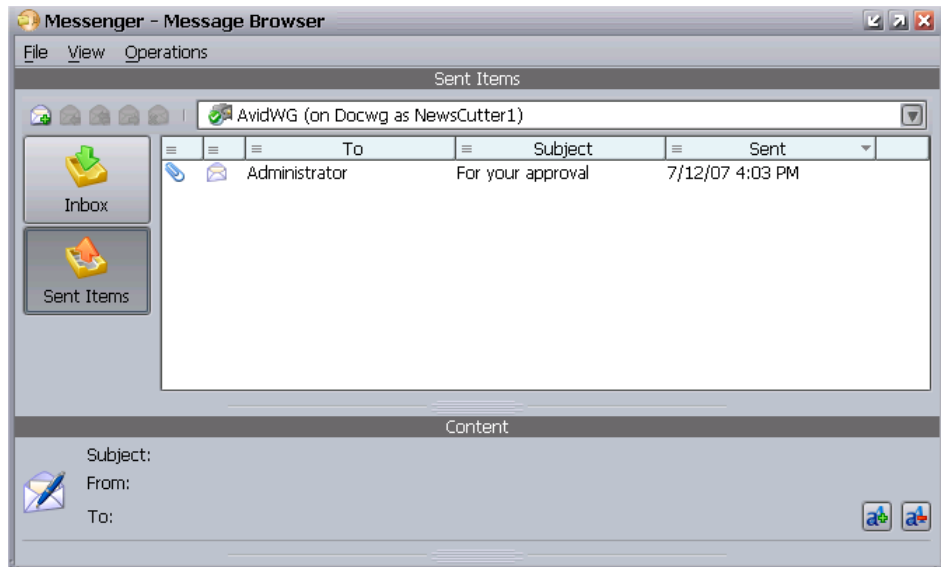 Messenger - Message Browser
File View Operations
Sent Items
AvidWG (on Docwg as NewsCutter1)
To Subject Sent
Administrator For your approval 7/12/07 4:03 PM
Inbox
Sent Items
Content
Subject:
From:
To: